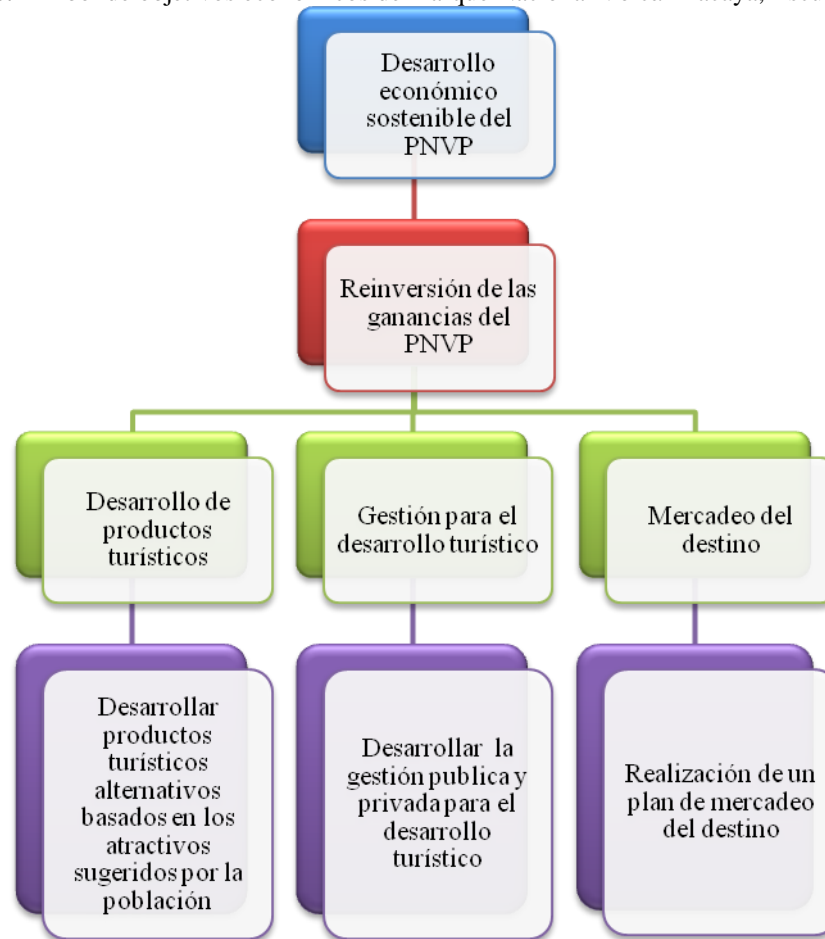 Desarrollo
económico
sostenible del
PNVP
Reinversión de las
ganancias del
PNVP
Desarrollo de
productos
turísticos
Gestión para el
desarrollo turístico
Mercadeo del
destino
Desarrollar
productos
turísticos
alternativos
basados en los
atractivos
sugeridos por la
población
Desarrollar la
gestión publica y
privada para el
desarrollo
turístico
Realización de un
plan de mercadeo
del destino